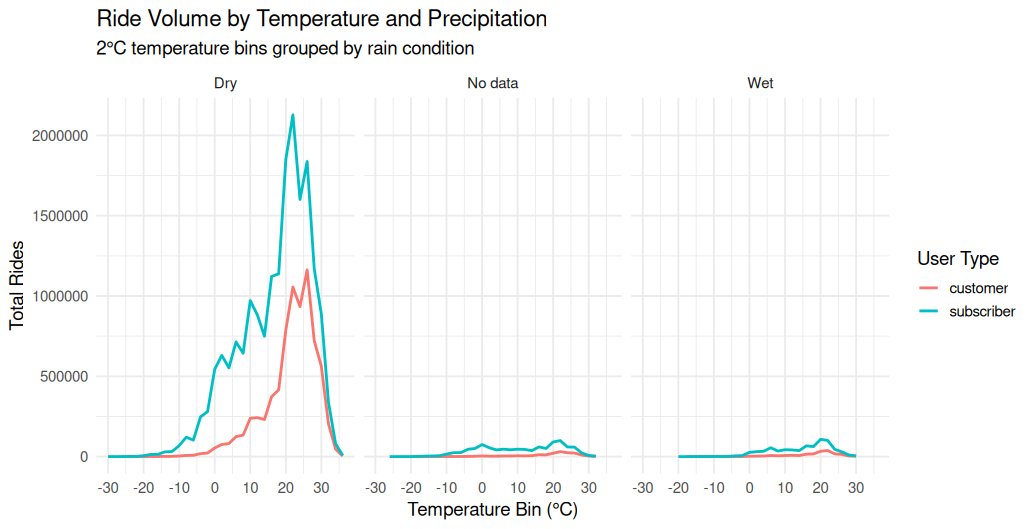 Ride Volume by Temperature and Precipitation
2°C temperature bins grouped by rain condition
Dry No data Wet
Total Rides
2000000
1500000
1000000
500000
0
-30 -20 -10 0 10 20 30 -30 -20 -10 0 10 20 30 -30 -20 -10 0 10 20 30
Temperature Bin (°C)
User Type
customer
subscriber